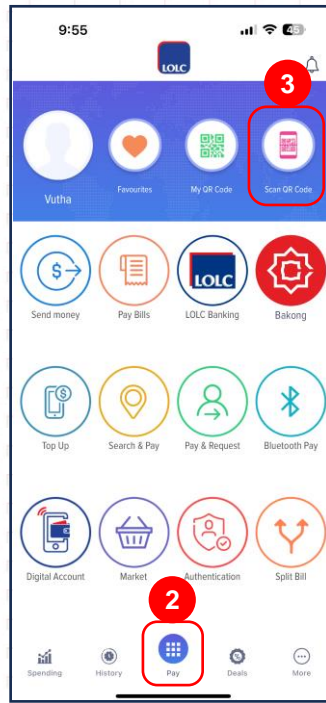 9:55
45
LOLC
3
Vutha
Favourites
My QR Code
Scan QR Code
Send money
Pay Bills
LOLC
LOLC Banking
Bakong
Top Up
Search & Pay
Pay & Request
Bluetooth Pay
Digital Account
Market
Authentication
Split Bill
2
Spending
History
Pay
Deals
More